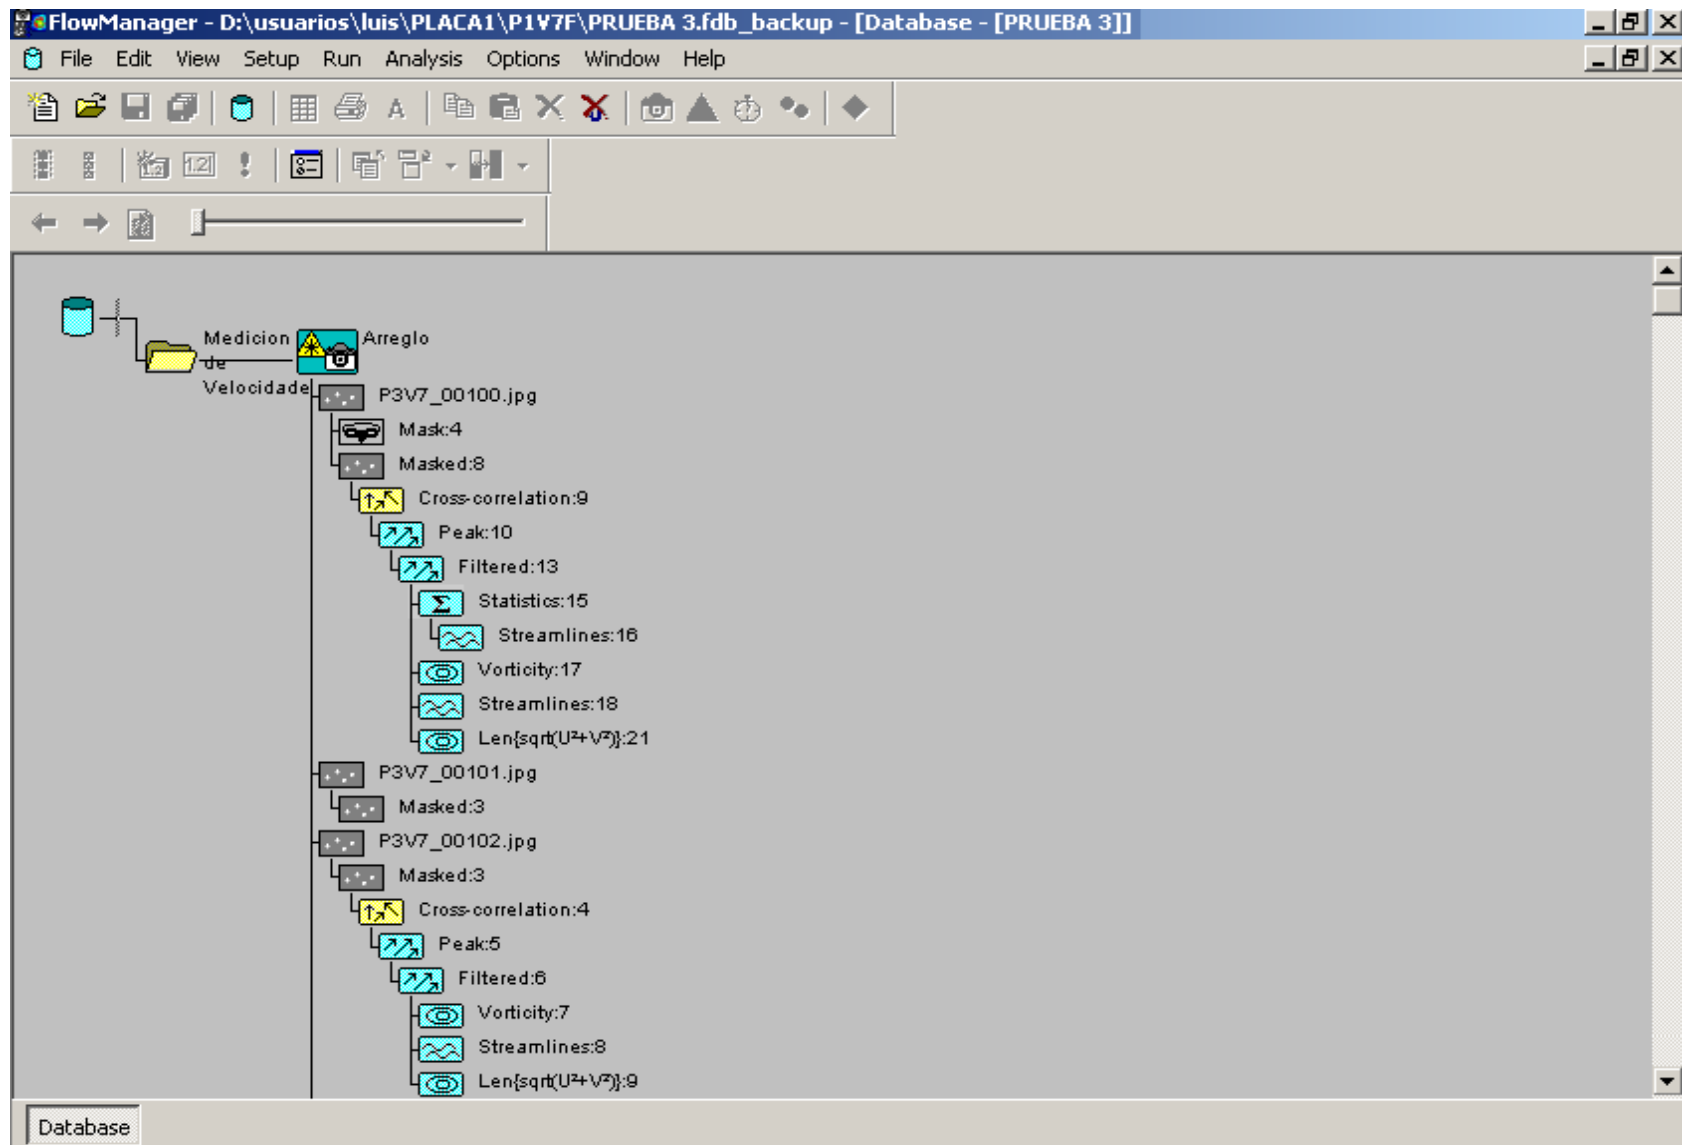 FlowManager - D:\usuarios\luis\PLACA1\P1V7F\PRUEBA 3.fdb_backup - [Database - [PRUEBA 3]]
File Edit View Setup Run Analysis Options Window Help
Medicion
de
Velocidade
Arreglo
P3V7_00100.jpg
Mask:4
Masked:8
Cross-correlation:9
Peak:10
Filtered:13
Statistics:15
Streamlines:16
Vorticity:17
Streamlines:18
Len{sqrt(U²+V²)}:21
P3V7_00101.jpg
Masked:3
P3V7_00102.jpg
Masked:3
Cross-correlation:4
Peak:5
Filtered:6
Vorticity:7
Streamlines:8
Len{sqrt(U²+V²)}:9
Database